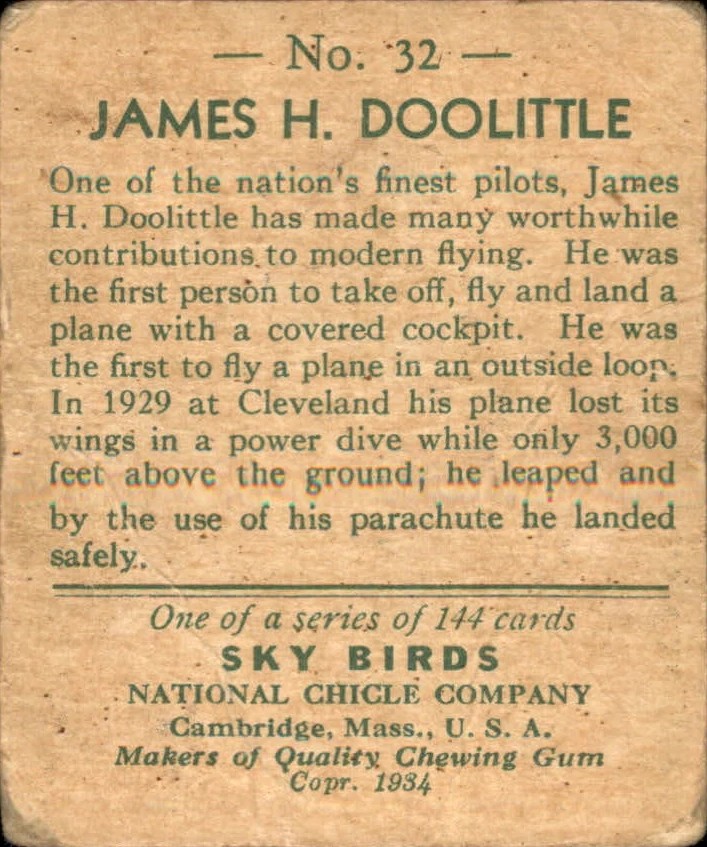 — No. 32 —
JAMES H. DOOLITTLE
One of the nation's finest pilots, James
H. Doolittle has made many worthwhile
contributions to modern flying. He was
the first person to take off, fly and land a
plane with a covered cockpit. He was
the first to fly a plane in an outside loop.
In 1929 at Cleveland his plane lost its
wings in a power dive while only 3,000
feet above the ground; he leaped and
by the use of his parachute he landed
safely.
One of a series of 144 cards
SKY BIRDS
NATIONAL CHICLE COMPANY
Cambridge, Mass., U. S. A.
Makers of Quality Chewing Gum
Copr. 1934